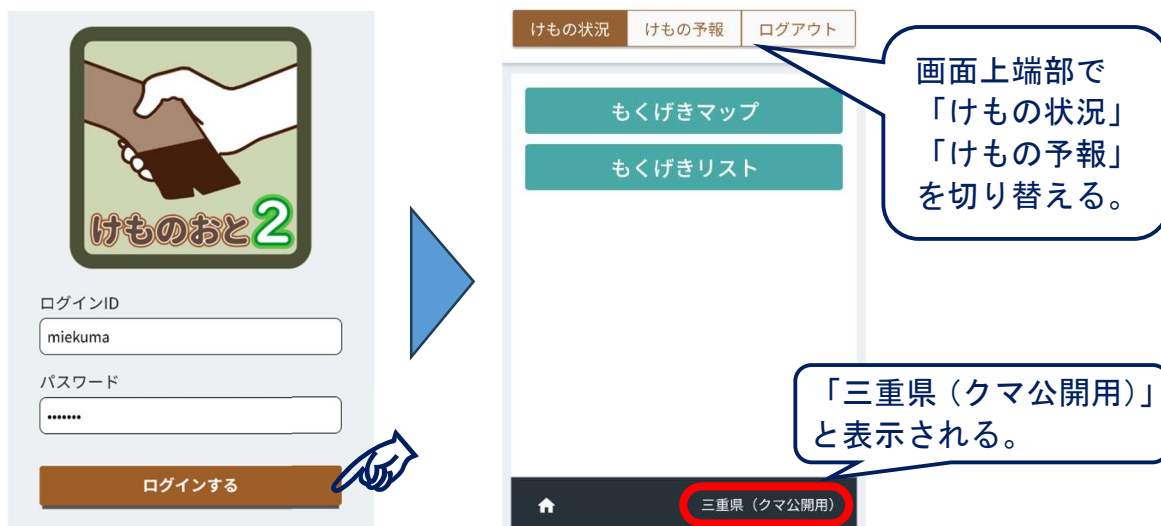 けものおと2
ログインID
miekuma
パスワード
•••••••
ログインする
けもの状況
けもの予報
ログアウト
もくげきマップ
もくげきリスト
三重県（クマ公開用）
画面上端部で
「けもの状況」
「けもの予報」
を切り替える。
「三重県（クマ公開用）」
と表示される。